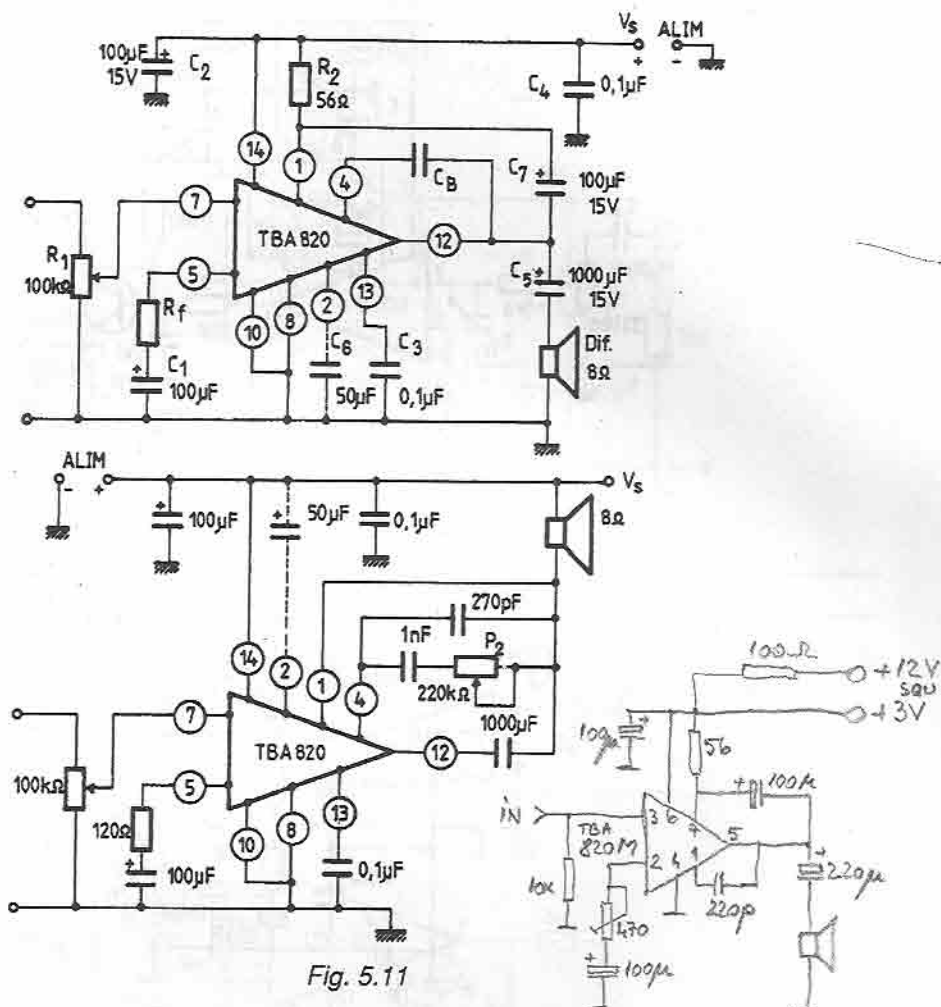 Vs ALIM
+ -
100µF 15V
C2
R2 56Ω
C4 0,1µF
14
1
4
CB
C7 100µF 15V
7
TBA 820
12
R1 100kΩ
5
C5 1000µF 15V
13
Rf
10
8
2
C6
C3
Dif. 8Ω
C1 100µF
50µF
0,1µF
ALIM
- +
Vs
100µF
50µF
0,1µF
8Ω
270pF
1nF
P2
220kΩ
14
2
1
4
1000µF
7
TBA 820
12
100kΩ
5
120Ω
10
8
13
100µF
0,1µF
Fig. 5.11
100Ω
+12V
squ
+3V
100µ
56
100µ
iN
TBA 820M
3
6
7
5
2
4
1
10K
220p
220µ
470
100µ